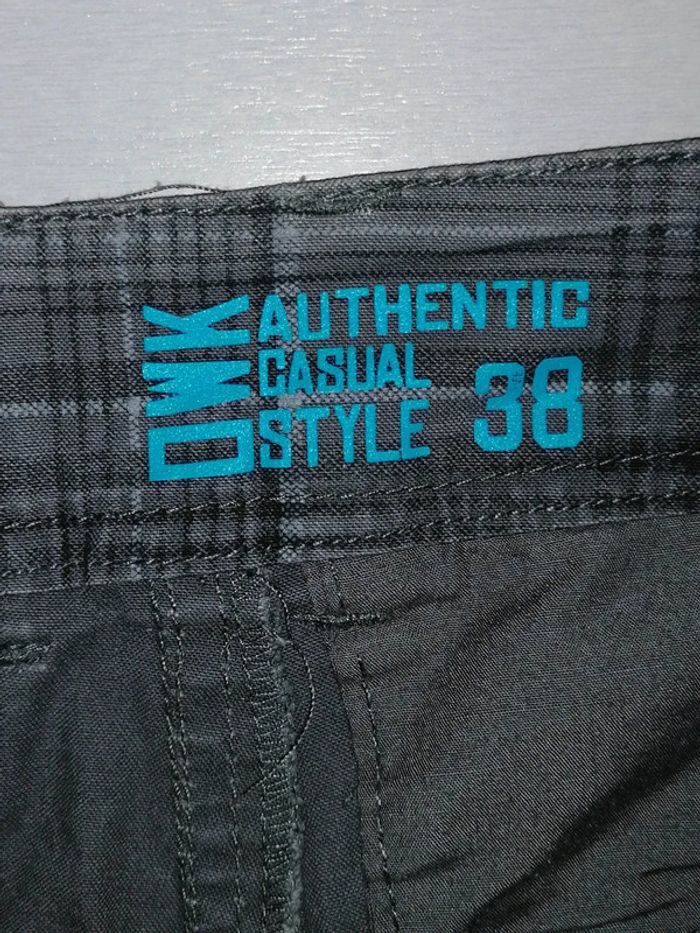 DWK
AUTHENTIC
CASUAL
STYLE 38